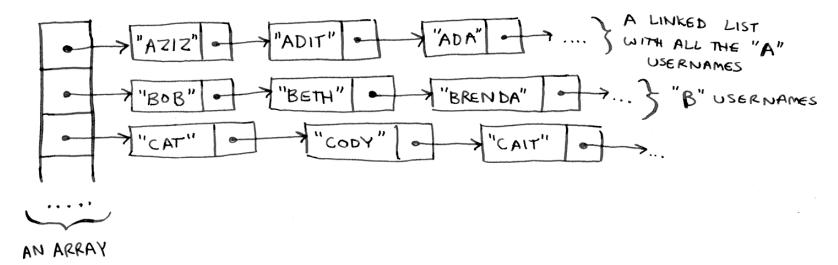 "AZIZ" "ADIT" "ADA" .... A LINKED LIST
WITH ALL THE "A"
USERNAMES
"BOB" "BETH" "BRENDA" ... "B" USERNAMES
"CAT" "CODY" "CAIT" ...
.....
AN ARRAY